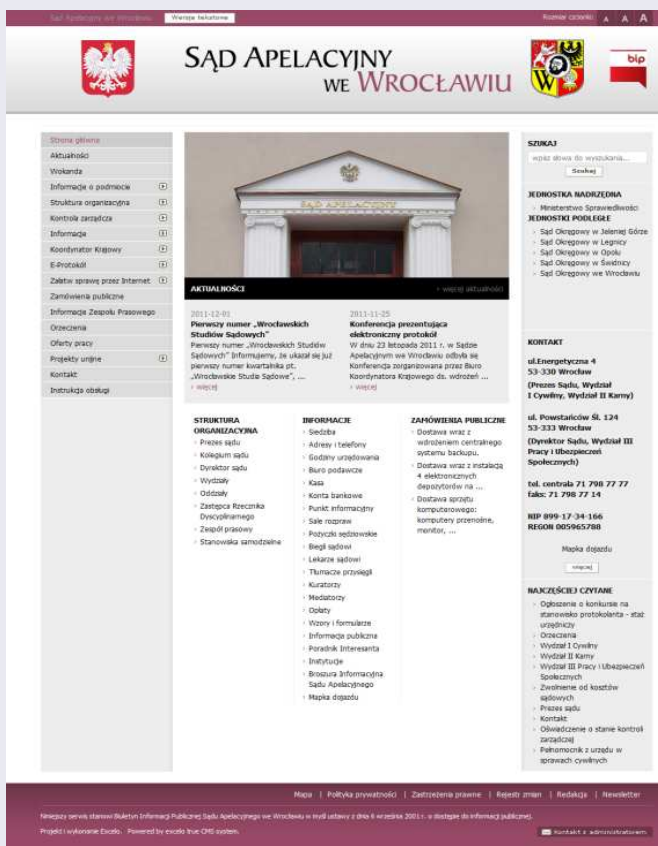 Sąd Apelacyjny we Wrocławiu
Wersja tekstowa
Rozmiar czcionki: A A A
SĄD APELACYJNY
WE WROCŁAWIU
bip
Strona główna
Aktualności
Wokanda
Informacje o podmiocie
Struktura organizacyjna
Kontrola zarządcza
Informacje
Koordynator Krajowy
E-Protokół
Załatw sprawę przez Internet
Zamówienia publiczne
Informacje Zespołu Prasowego
Orzeczenia
Oferty pracy
Projekty unijne
Kontakt
Instrukcja obsługi
SĄD APELACYJNY
AKTUALNOŚCI
› więcej aktualności
2011-12-01
Pierwszy numer „Wrocławskich
Studiów Sądowych”
Pierwszy numer „Wrocławskich Studiów
Sądowych” Informujemy, że ukazał się już
pierwszy numer kwartalnika pt.
„Wrocławskie Studia Sądowe”, ...
› więcej
2011-11-25
Konferencja prezentująca
elektroniczny protokół
W dniu 23 listopada 2011 r. w Sądzie
Apelacyjnym we Wrocławiu odbyła się
Konferencja zorganizowana przez Biuro
Koordynatora Krajowego ds. wdrożeń ...
› więcej
STRUKTURA
ORGANIZACYJNA
› Prezes sądu
› Kolegium sądu
› Dyrektor sądu
› Wydziały
› Oddziały
› Zastępca Rzecznika
Dyscyplinarnego
› Zespół prasowy
› Stanowiska samodzielne
INFORMACJE
› Siedziba
› Adresy i telefony
› Godziny urzędowania
› Biuro podawcze
› Kasa
› Konta bankowe
› Punkt informacyjny
› Sale rozpraw
› Pożyczki sędziowskie
› Biegli sądowi
› Lekarze sądowi
› Tłumacze przysięgli
› Kuratorzy
› Mediatorzy
› Opłaty
› Wzory i formularze
› Informacja publiczna
› Poradnik Interesanta
› Instytucje
› Broszura Informacyjna
Sądu Apelacyjnego
› Mapka dojazdu
ZAMÓWIENIA PUBLICZNE
› Dostawa wraz z
wdrożeniem centralnego
systemu backupu.
› Dostawa wraz z instalacją
4 elektronicznych
depozytorów na ...
› Dostawa sprzętu
komputerowego:
komputery przenośne,
monitor, ...
SZUKAJ
wpisz słowa do wyszukania...
Szukaj
JEDNOSTKA NADRZĘDNA
› Ministerstwo Sprawiedliwości
JEDNOSTKI PODLEGŁE
› Sąd Okręgowy w Jeleniej Górze
› Sąd Okręgowy w Legnicy
› Sąd Okręgowy w Opolu
› Sąd Okręgowy w Świdnicy
› Sąd Okręgowy we Wrocławiu
KONTAKT
ul.Energetyczna 4
53-330 Wrocław
(Prezes Sądu, Wydział
I Cywilny, Wydział II Karny)
ul. Powstańców Śl. 124
53-333 Wrocław
(Dyrektor Sądu, Wydział III
Pracy i Ubezpieczeń
Społecznych)
tel. centrala 71 798 77 77
faks: 71 798 77 14
NIP 899-17-34-166
REGON 005965788
Mapka dojazdu
więcej
NAJCZĘŚCIEJ CZYTANE
› Ogłoszenie o konkursie na
stanowisko protokolanta - staż
urzędniczy
› Orzeczenia
› Wydział I Cywilny
› Wydział II Karny
› Wydział III Pracy i Ubezpieczeń
Społecznych
› Zwolnienie od kosztów
sądowych
› Prezes sądu
› Kontakt
› Oświadczenie o stanie kontroli
zarządczej
› Pełnomocnik z urzędu w
sprawach cywilnych
Mapa | Polityka prywatności | Zastrzeżenia prawne | Rejestr zmian | Redakcja | Newsletter
Niniejszy serwis stanowi Biuletyn Informacji Publicznej Sądu Apelacyjnego we Wrocławiu w myśl ustawy z dnia 6 września 2001 r. o dostępie do informacji publicznej.
Projekt i wykonanie Excelo. Powered by excelo true CMS system.
Kontakt z administratorem